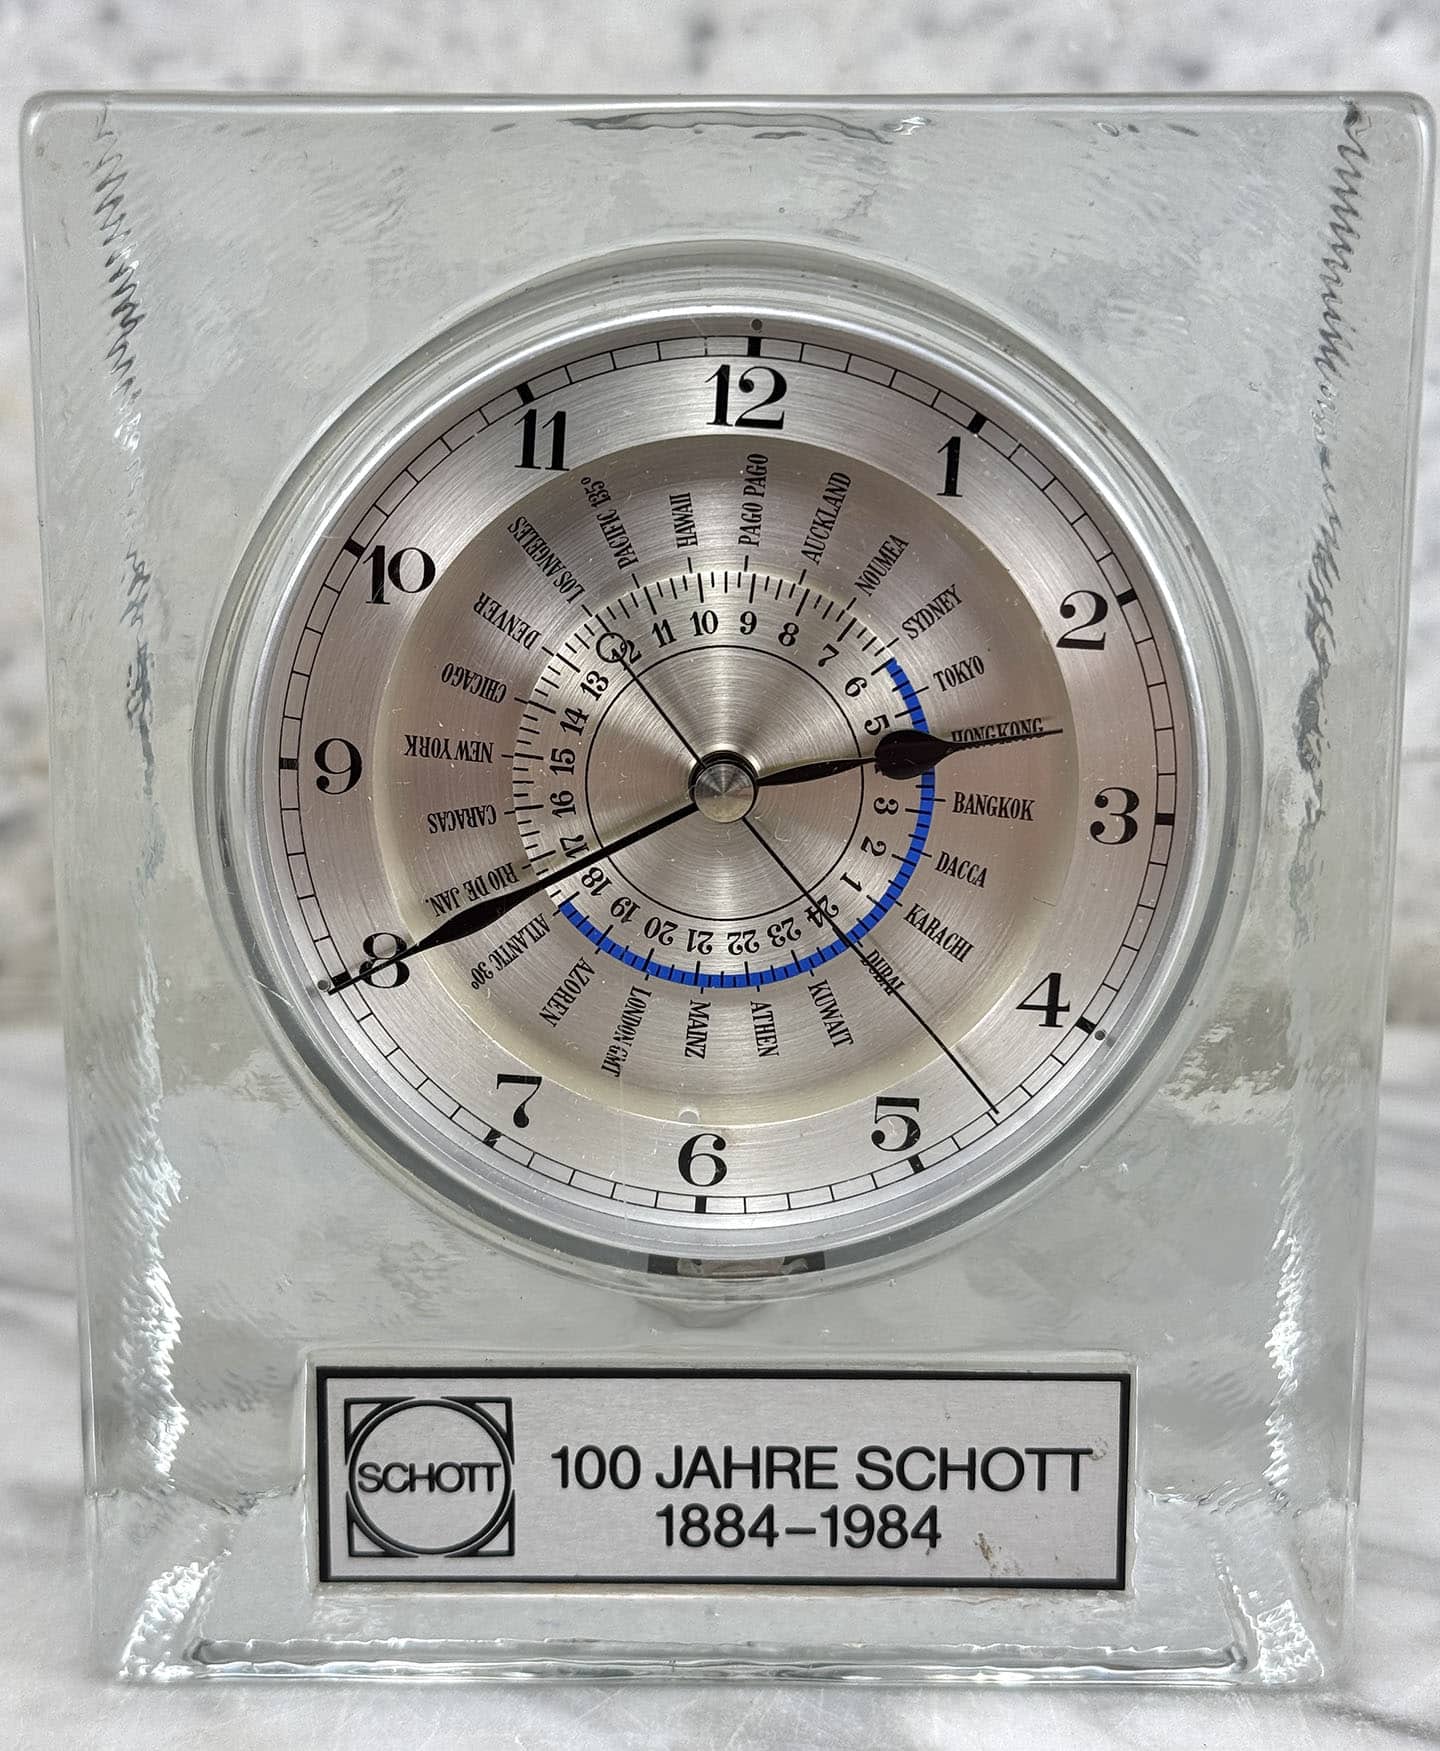 12
1
2
3
4
5
6
7
8
9
10
11
PAGO PAGO
AUCKLAND
NOUMEA
SYDNEY
TOKYO
HONGKONG
BANGKOK
DACCA
KARACHI
DUBAI
KUWAIT
ATHEN
MAINZ
LONDON GMT
AZOREN
ATLANTIC 30°
RIO DE JAN.
CARACAS
NEW YORK
CHICAGO
DENVER
LOS ANGELES
PACIFIC 135°
HAWAII
9
8
7
6
5
3
2
1
24
23
22
21
20
19
18
17
16
15
14
13
12
11
10
SCHOTT
100 JAHRE SCHOTT
1884–1984